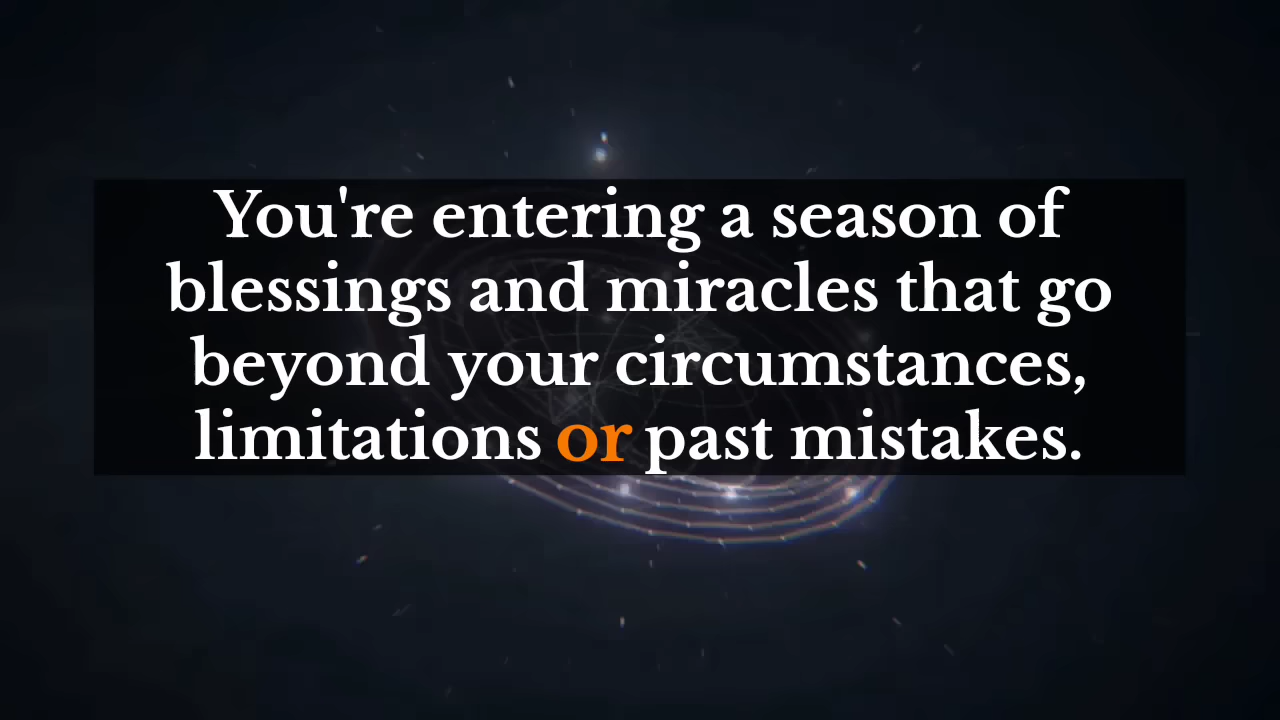 You're entering a season of
blessings and miracles that go
beyond your circumstances,
limitations or past mistakes.